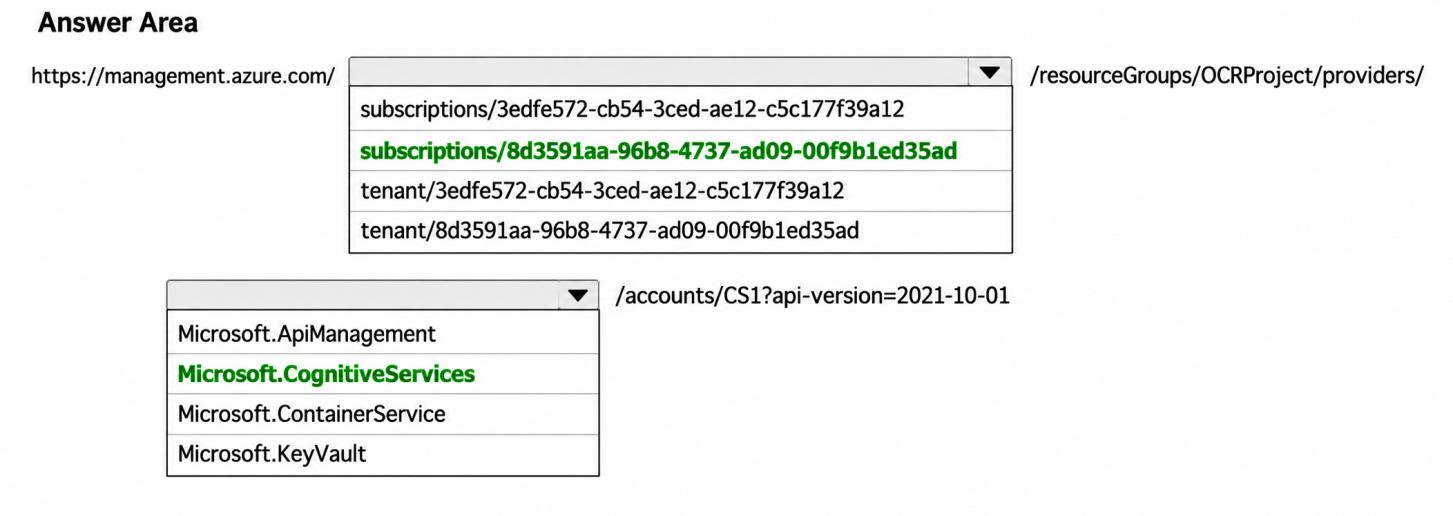 Answer Area
https://management.azure.com/ /resourceGroups/OCRProject/providers/
subscriptions/3edfe572-cb54-3ced-ae12-c5c177f39a12
subscriptions/8d3591aa-96b8-4737-ad09-00f9b1ed35ad
tenant/3edfe572-cb54-3ced-ae12-c5c177f39a12
tenant/8d3591aa-96b8-4737-ad09-00f9b1ed35ad
/accounts/CS1?api-version=2021-10-01
Microsoft.ApiManagement
Microsoft.CognitiveServices
Microsoft.ContainerService
Microsoft.KeyVault